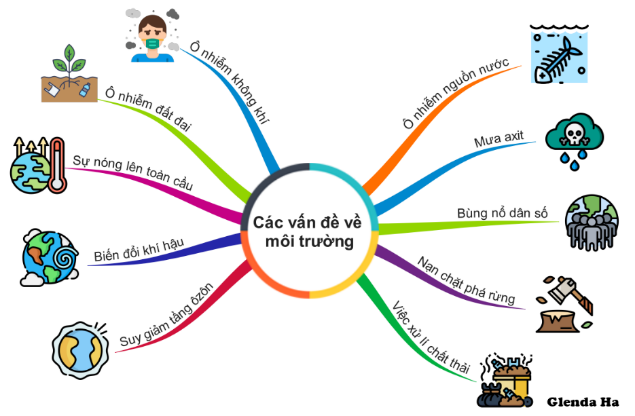 Các vấn đề về
môi trường
Ô nhiễm không khí
Ô nhiễm đất đai
Sự nóng lên toàn cầu
Biến đổi khí hậu
Suy giảm tầng ôzôn
Ô nhiễm nguồn nước
Mưa axit
Bùng nổ dân số
Nạn chặt phá rừng
Việc xử lí chất thải
Glenda Ha